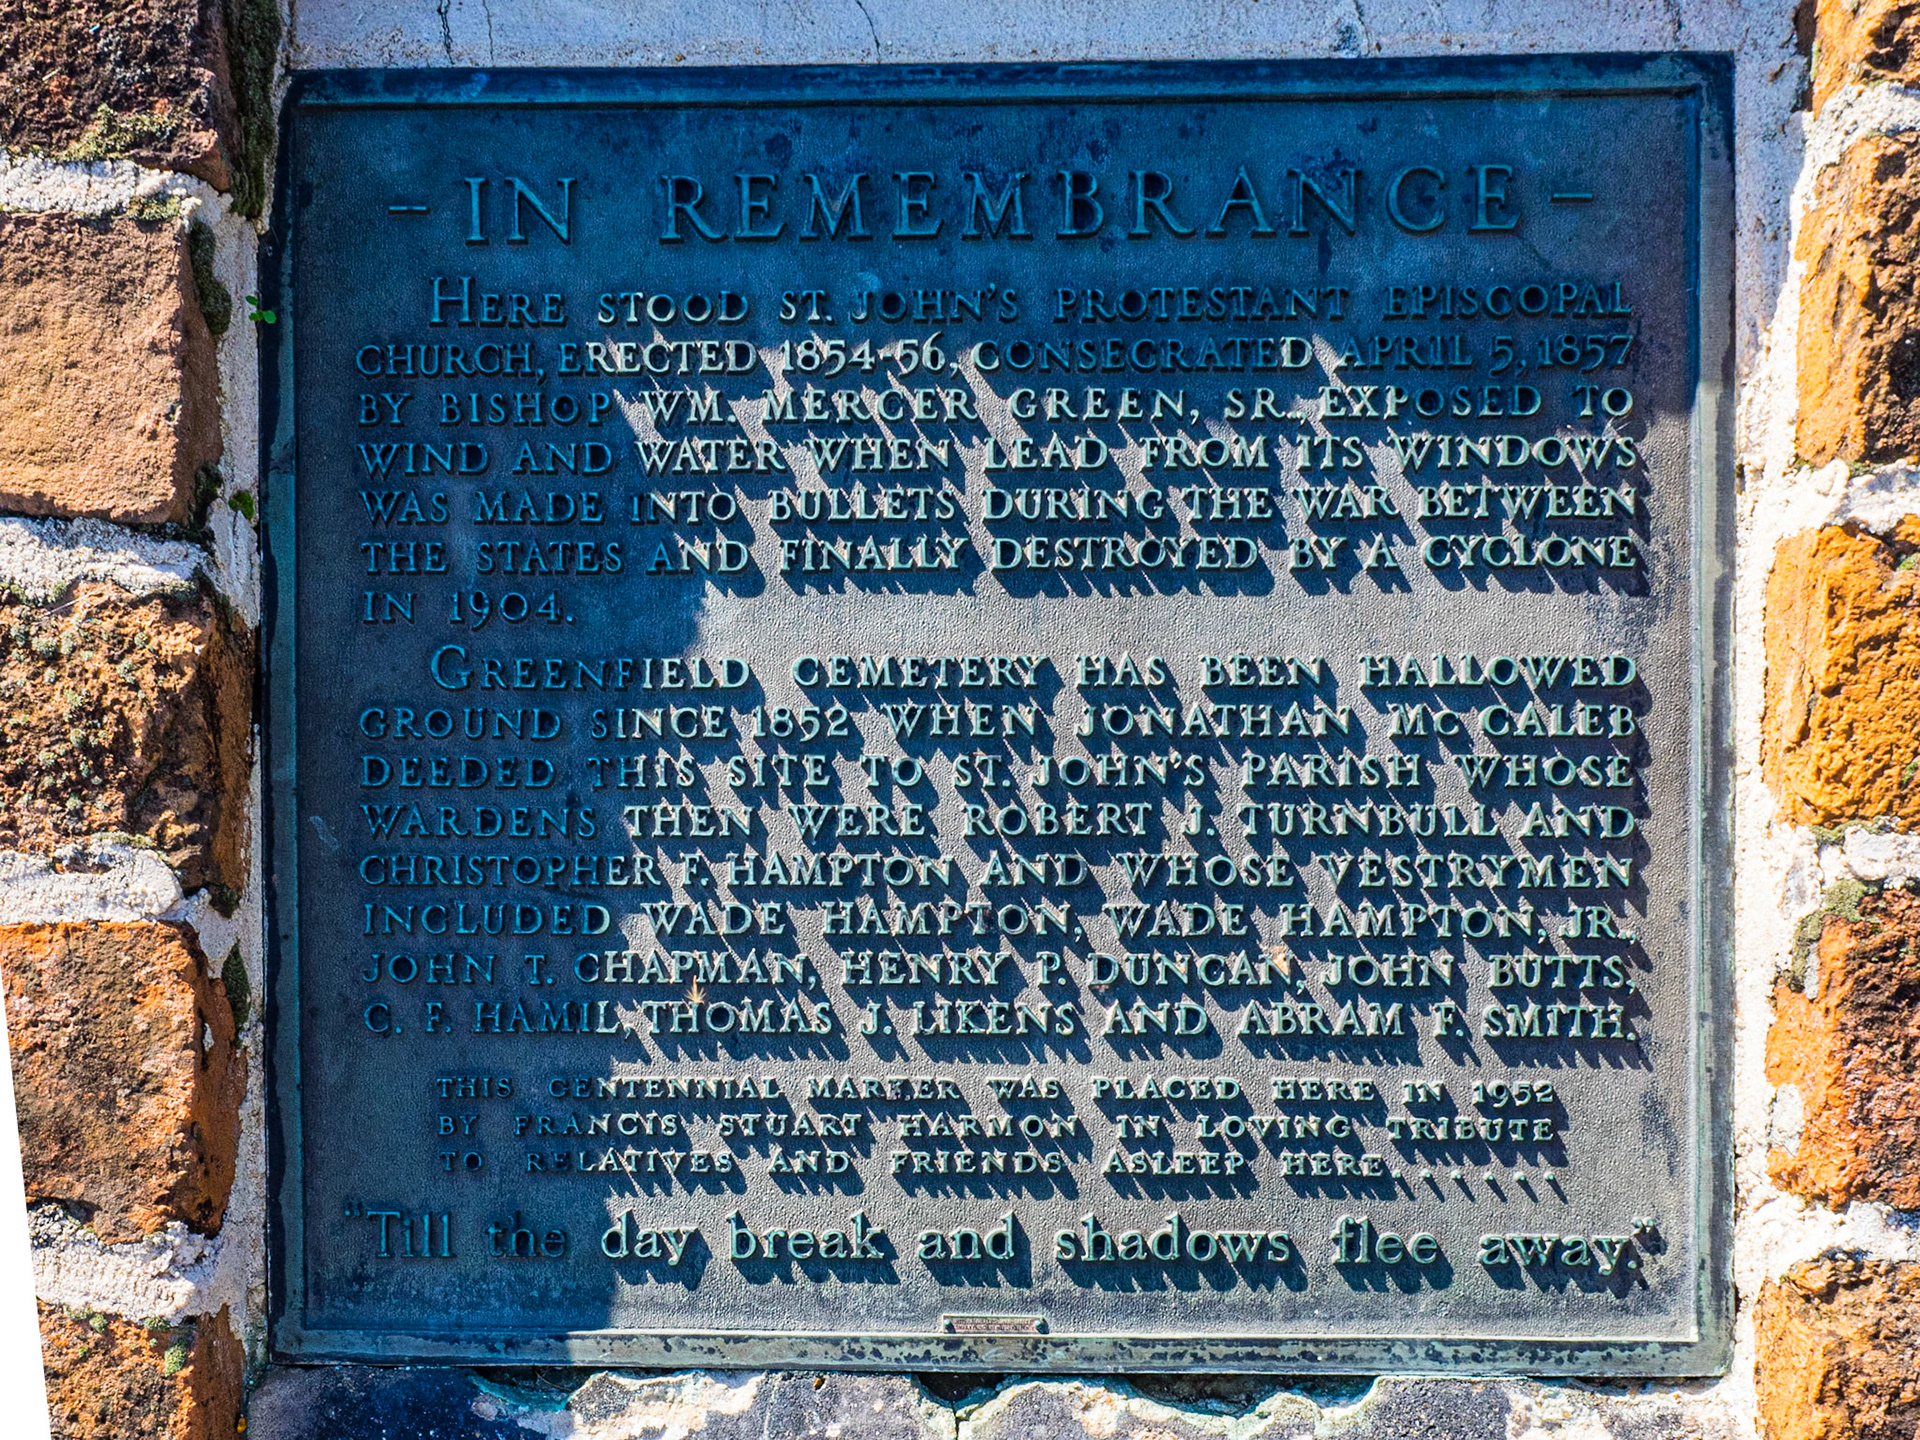 - IN REMEMBRANCE -
HERE STOOD ST. JOHN'S PROTESTANT EPISCOPAL
CHURCH, ERECTED 1854-56, CONSECRATED APRIL 5, 1857
BY BISHOP WM. MERCER GREEN, SR., EXPOSED TO
WIND AND WATER WHEN LEAD FROM ITS WINDOWS
WAS MADE INTO BULLETS DURING THE WAR BETWEEN
THE STATES AND FINALLY DESTROYED BY A CYCLONE
IN 1904.
GREENFIELD CEMETERY HAS BEEN HALLOWED
GROUND SINCE 1852 WHEN JONATHAN Mc CALEB
DEEDED THIS SITE TO ST. JOHN'S PARISH WHOSE
WARDENS THEN WERE ROBERT J. TURNBULL AND
CHRISTOPHER F. HAMPTON AND WHOSE VESTRYMEN
INCLUDED WADE HAMPTON, WADE HAMPTON, JR.,
JOHN T. CHAPMAN, HENRY P. DUNCAN, JOHN BUTTS,
C. F. HAMIL, THOMAS J. LIKENS AND ABRAM F. SMITH.
THIS CENTENNIAL MARKER WAS PLACED HERE IN 1952
BY FRANCIS STUART HARMON IN LOVING TRIBUTE
TO RELATIVES AND FRIENDS ASLEEP HERE.......
"Till the day break and shadows flee away."